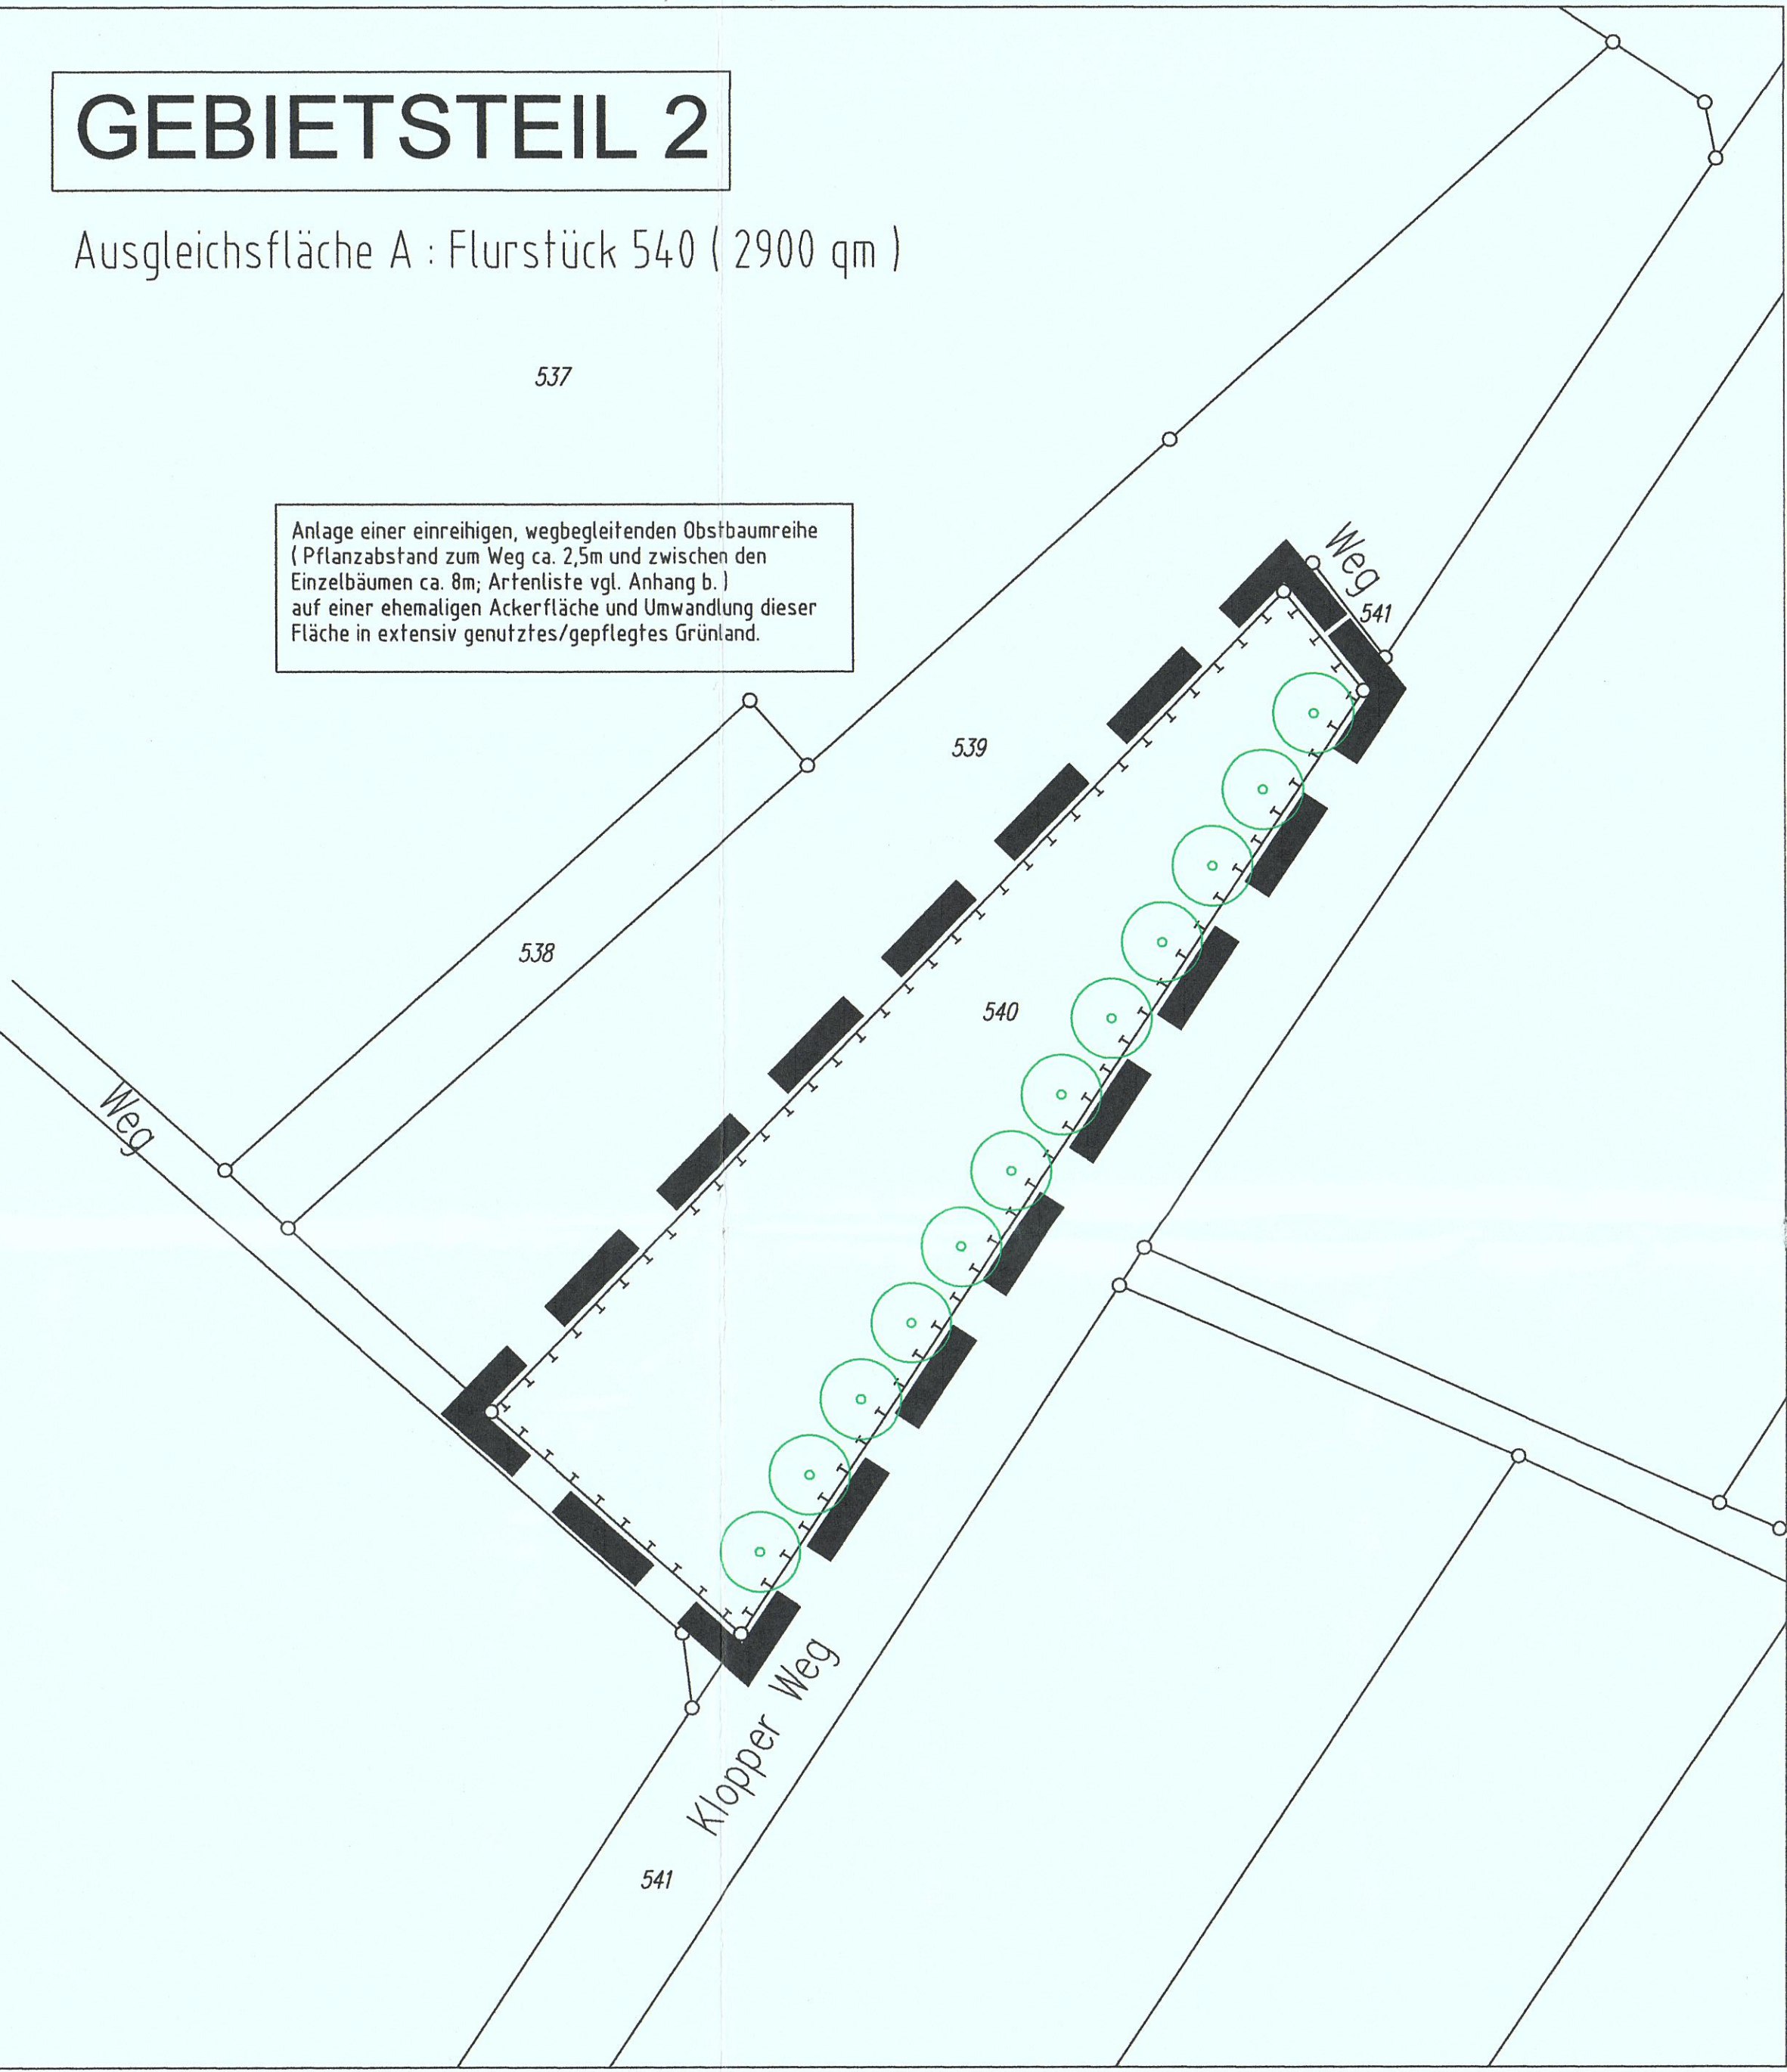 GEBIETSTEIL 2
Ausgleichsfläche A : Flurstück 540 ( 2900 qm )
537
Anlage einer einreihigen, wegbegleitenden Obstbaumreihe
( Pflanzabstand zum Weg ca. 2,5m und zwischen den
Einzelbäumen ca. 8m; Artenliste vgl. Anhang b. )
auf einer ehemaligen Ackerfläche und Umwandlung dieser
Fläche in extensiv genutztes/gepflegtes Grünland.
Weg
541
539
538
540
Weg
Klopper Weg
541